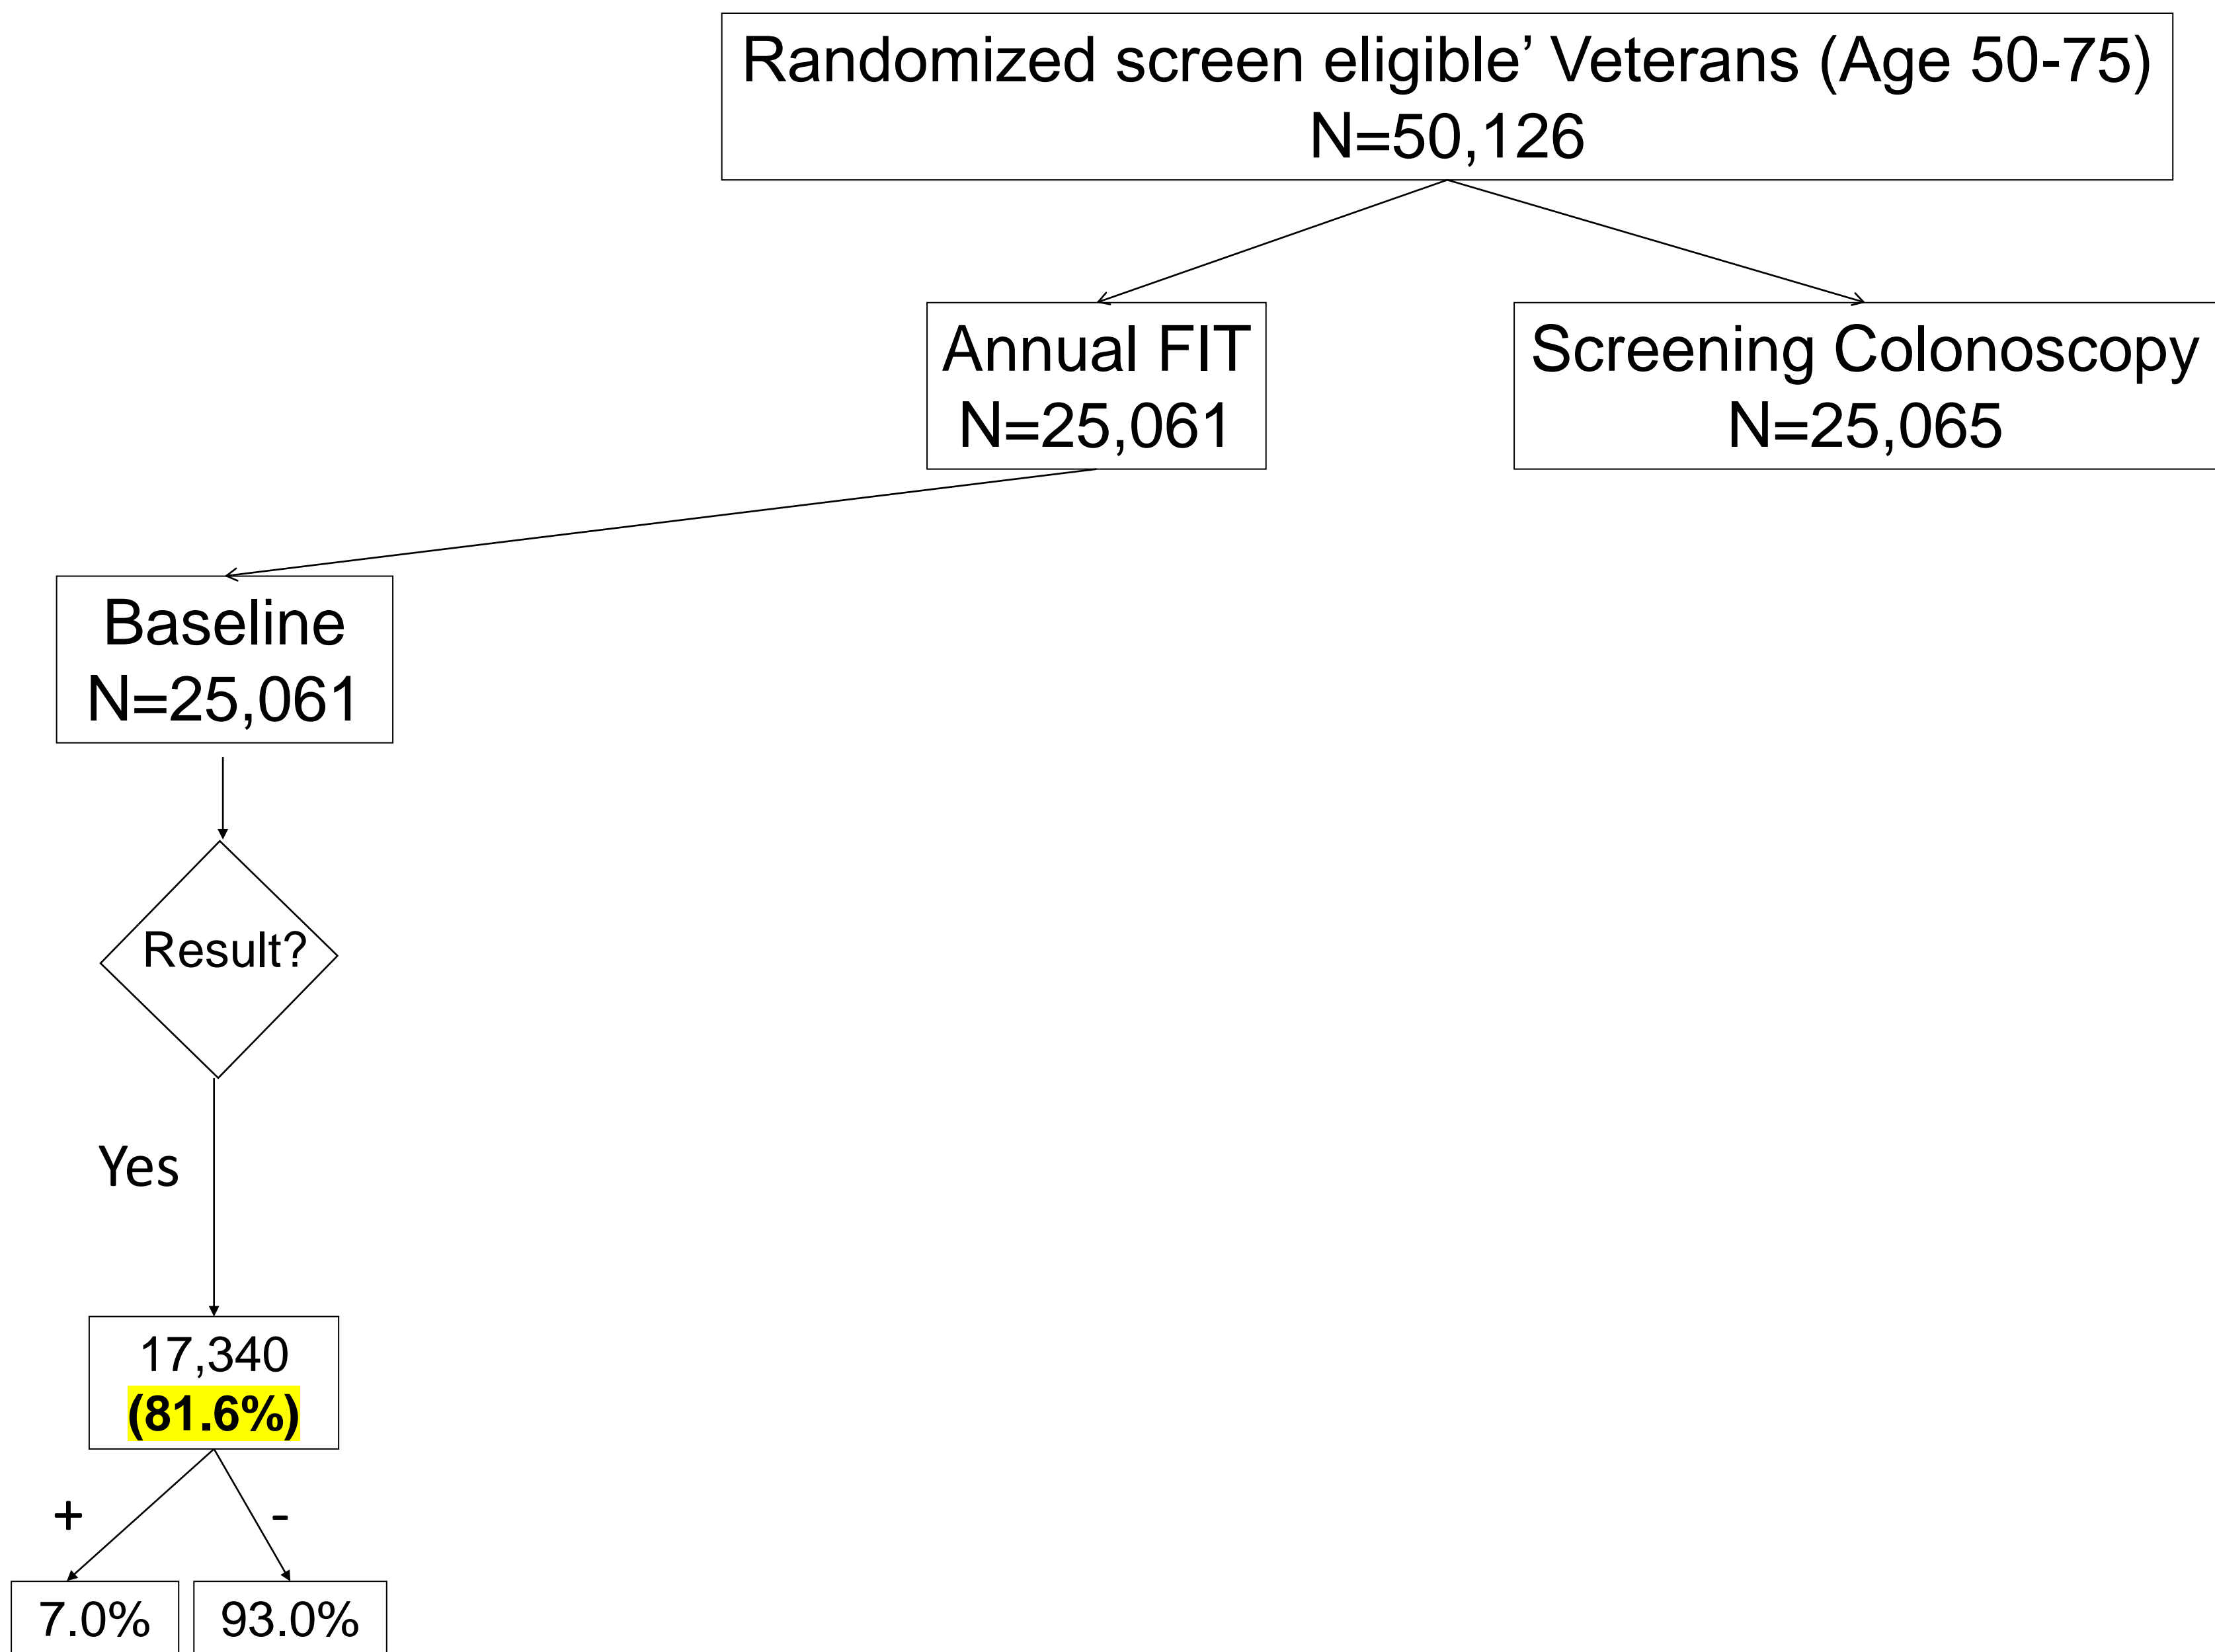 Randomized screen eligible’ Veterans (Age 50-75)
N=50,126
Annual FIT
N=25,061
Screening Colonoscopy
N=25,065
Baseline
N=25,061
Result?
Yes
17,340
(81.6%)
+
-
7.0%
93.0%